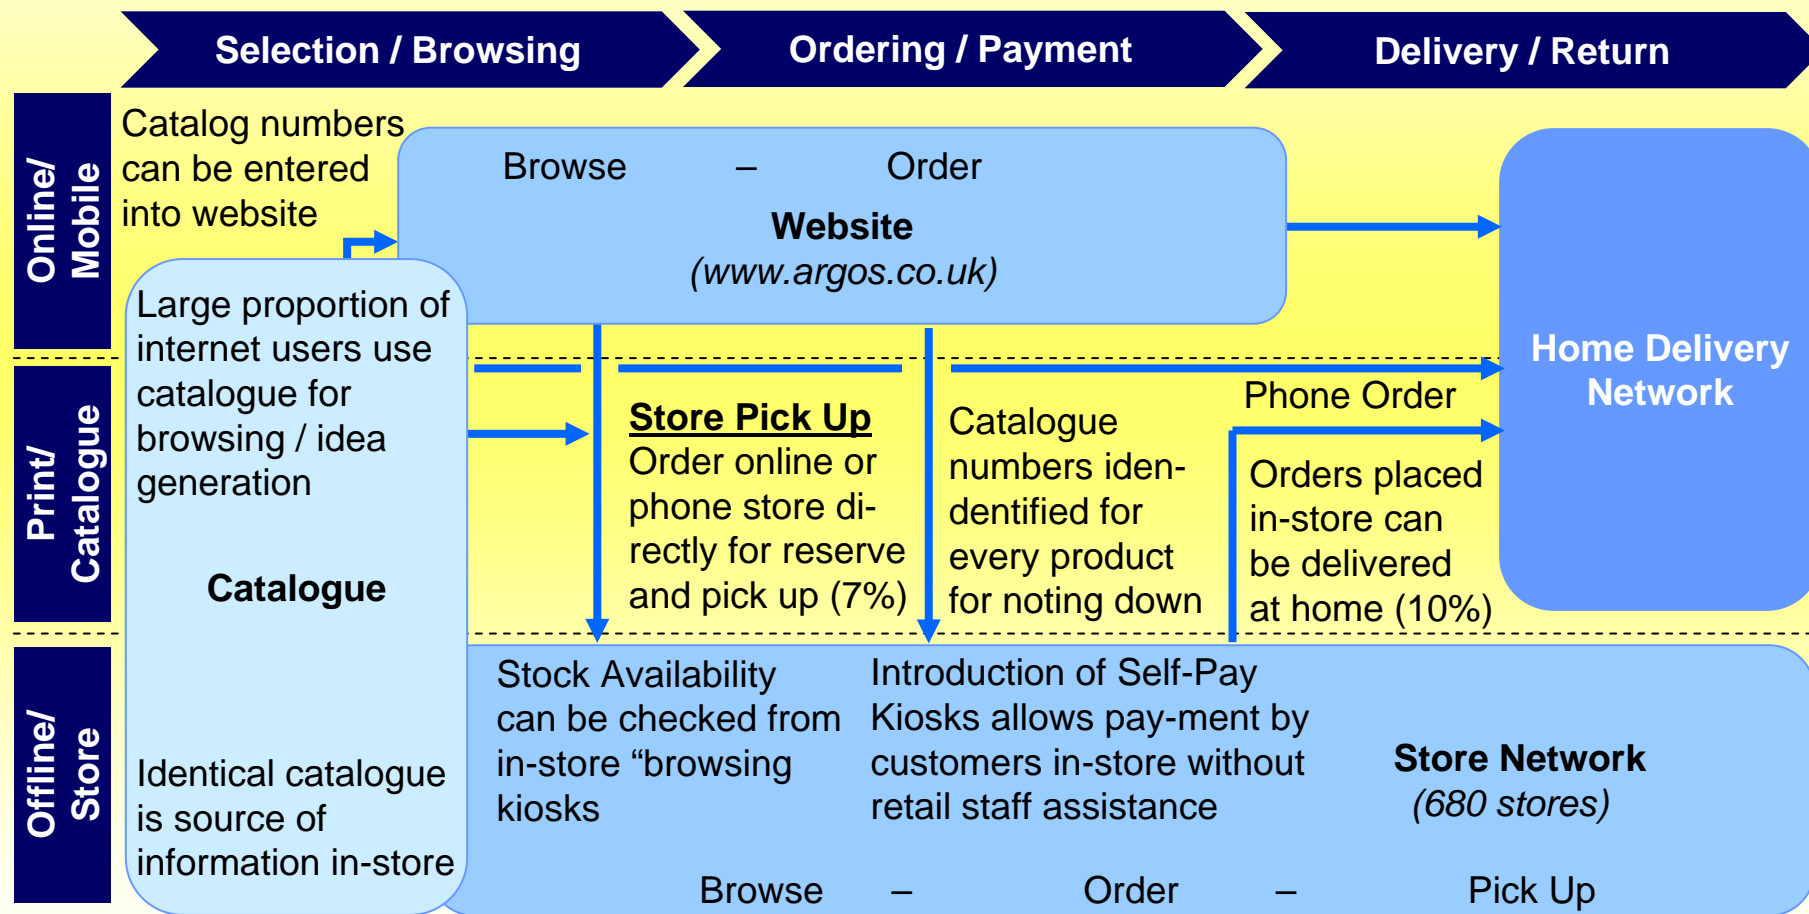 Selection / Browsing
Ordering / Payment
Delivery / Return
Online/
Mobile
Catalog numbers
can be entered
into website
Browse – Order
Website
(www.argos.co.uk)
Large proportion of
internet users use
catalogue for
browsing / idea
generation
Catalogue
Identical catalogue
is source of
information in-store
Print/
Catalogue
Store Pick Up
Order online or
phone store di-
rectly for reserve
and pick up (7%)
Catalogue
numbers iden-
dentified for
every product
for noting down
Phone Order
Orders placed
in-store can
be delivered
at home (10%)
Home Delivery
Network
Offline/
Store
Stock Availability
can be checked from
in-store “browsing
kiosks
Introduction of Self-Pay
Kiosks allows pay-ment by
customers in-store without
retail staff assistance
Store Network
(680 stores)
Browse – Order – Pick Up